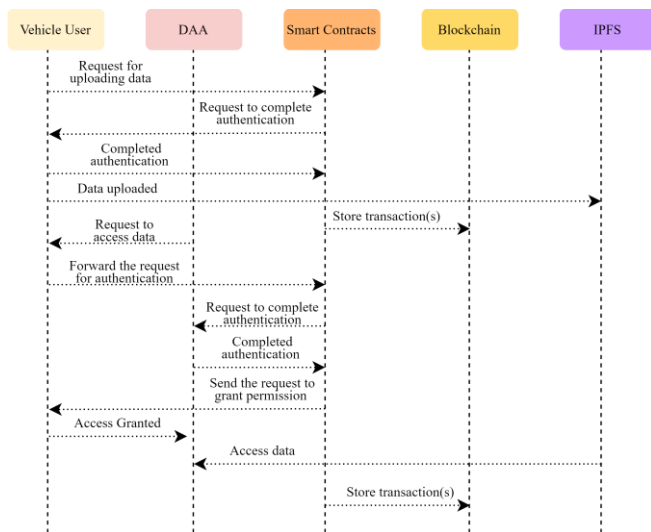 Vehicle User
DAA
Smart Contracts
Blockchain
IPFS
Request for
uploading data
Request to complete
authentication
Completed
authentication
Data uploaded
Store transaction(s)
Request to
access data
Forward the request
for authentication
Request to complete
authentication
Completed
authentication
Send the request to
grant permission
Access Granted
Access data
Store transaction(s)